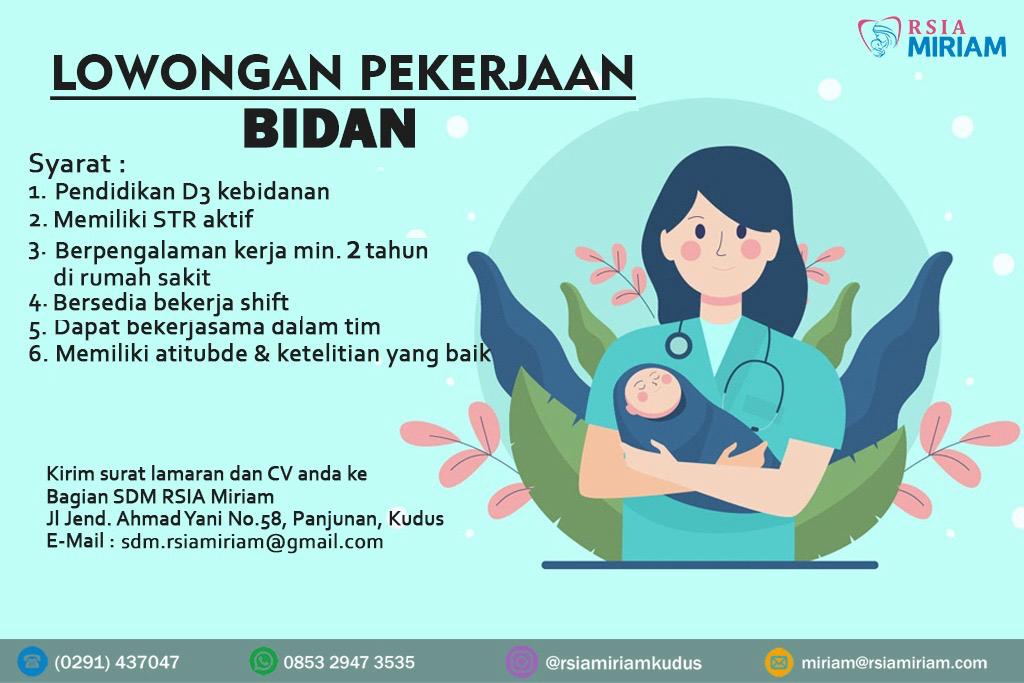 RSIA
MIRIAM
LOWONGAN PEKERJAAN
BIDAN
Syarat :
1. Pendidikan D3 kebidanan
2. Memiliki STR aktif
3. Berpengalaman kerja min. 2 tahun
di rumah sakit
4. Bersedia bekerja shift
5. Dapat bekerjasama dalam tim
6. Memiliki atitubde & ketelitian yang baik
Kirim surat lamaran dan CV anda ke
Bagian SDM RSIA Miriam
Jl Jend. Ahmad Yani No.58, Panjunan, Kudus
E-Mail : sdm.rsiamiriam@gmail.com
(0291) 437047
0853 2947 3535
@rsiamiriamkudus
miriam@rsiamiriam.com